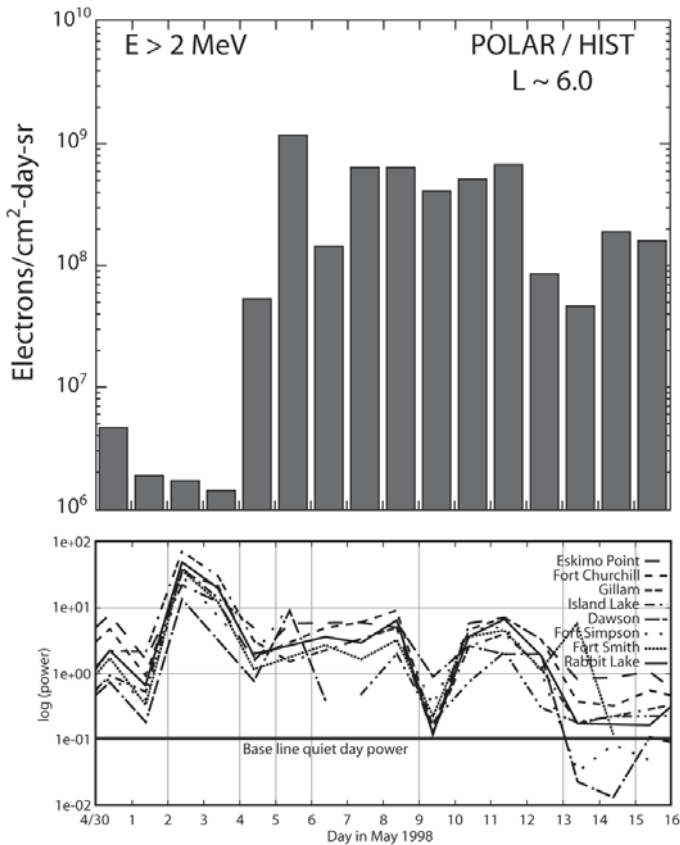 10^10
E > 2 MeV
POLAR / HIST
L ~ 6.0
10^9
10^8
10^7
10^6
Electrons/cm^2-day-sr
1e+02
1e+01
1e+00
1e-01
1e-02
log (power)
Eskimo Point
Fort Churchill
Gillam
Island Lake
Dawson
Fort Simpson
Fort Smith
Rabbit Lake
Base line quiet day power
4/30 1 2 3 4 5 6 7 8 9 10 11 12 13 14 15 16
Day in May 1998